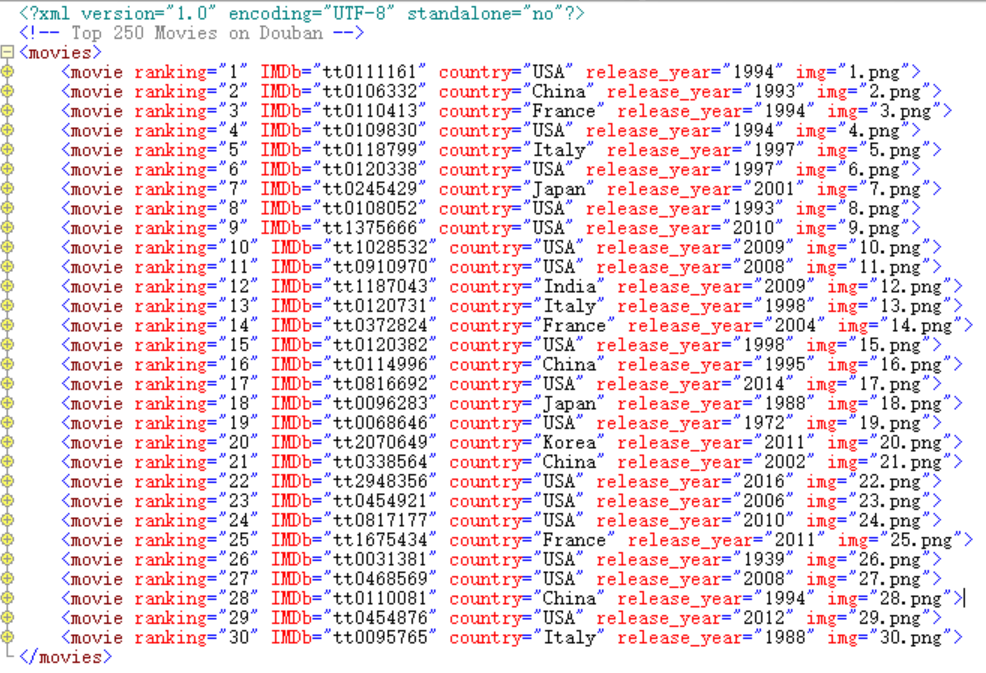 <?xml version="1.0" encoding="UTF-8" standalone="no"?>
<!-- Top 250 Movies on Douban -->
<movies>
<movie ranking="1" IMDb="tt0111161" country="USA" release_year="1994" img="1.png">
<movie ranking="2" IMDb="tt0106332" country="China" release_year="1993" img="2.png">
<movie ranking="3" IMDb="tt0110413" country="France" release_year="1994" img="3.png">
<movie ranking="4" IMDb="tt0109830" country="USA" release_year="1994" img="4.png">
<movie ranking="5" IMDb="tt0118799" country="Italy" release_year="1997" img="5.png">
<movie ranking="6" IMDb="tt0120338" country="USA" release_year="1997" img="6.png">
<movie ranking="7" IMDb="tt0245429" country="Japan" release_year="2001" img="7.png">
<movie ranking="8" IMDb="tt0108052" country="USA" release_year="1993" img="8.png">
<movie ranking="9" IMDb="tt1375666" country="USA" release_year="2010" img="9.png">
<movie ranking="10" IMDb="tt1028532" country="USA" release_year="2009" img="10.png">
<movie ranking="11" IMDb="tt0910970" country="USA" release_year="2008" img="11.png">
<movie ranking="12" IMDb="tt1187043" country="India" release_year="2009" img="12.png">
<movie ranking="13" IMDb="tt0120731" country="Italy" release_year="1998" img="13.png">
<movie ranking="14" IMDb="tt0372824" country="France" release_year="2004" img="14.png">
<movie ranking="15" IMDb="tt0120382" country="USA" release_year="1998" img="15.png">
<movie ranking="16" IMDb="tt0114996" country="China" release_year="1995" img="16.png">
<movie ranking="17" IMDb="tt0816692" country="USA" release_year="2014" img="17.png">
<movie ranking="18" IMDb="tt0096283" country="Japan" release_year="1988" img="18.png">
<movie ranking="19" IMDb="tt0068646" country="USA" release_year="1972" img="19.png">
<movie ranking="20" IMDb="tt2070649" country="Korea" release_year="2011" img="20.png">
<movie ranking="21" IMDb="tt0338564" country="China" release_year="2002" img="21.png">
<movie ranking="22" IMDb="tt2948356" country="USA" release_year="2016" img="22.png">
<movie ranking="23" IMDb="tt0454921" country="USA" release_year="2006" img="23.png">
<movie ranking="24" IMDb="tt0817177" country="USA" release_year="2010" img="24.png">
<movie ranking="25" IMDb="tt1675434" country="France" release_year="2011" img="25.png">
<movie ranking="26" IMDb="tt0031381" country="USA" release_year="1939" img="26.png">
<movie ranking="27" IMDb="tt0468569" country="USA" release_year="2008" img="27.png">
<movie ranking="28" IMDb="tt0110081" country="China" release_year="1994" img="28.png">
<movie ranking="29" IMDb="tt0454876" country="USA" release_year="2012" img="29.png">
<movie ranking="30" IMDb="tt0095765" country="Italy" release_year="1988" img="30.png">
</movies>